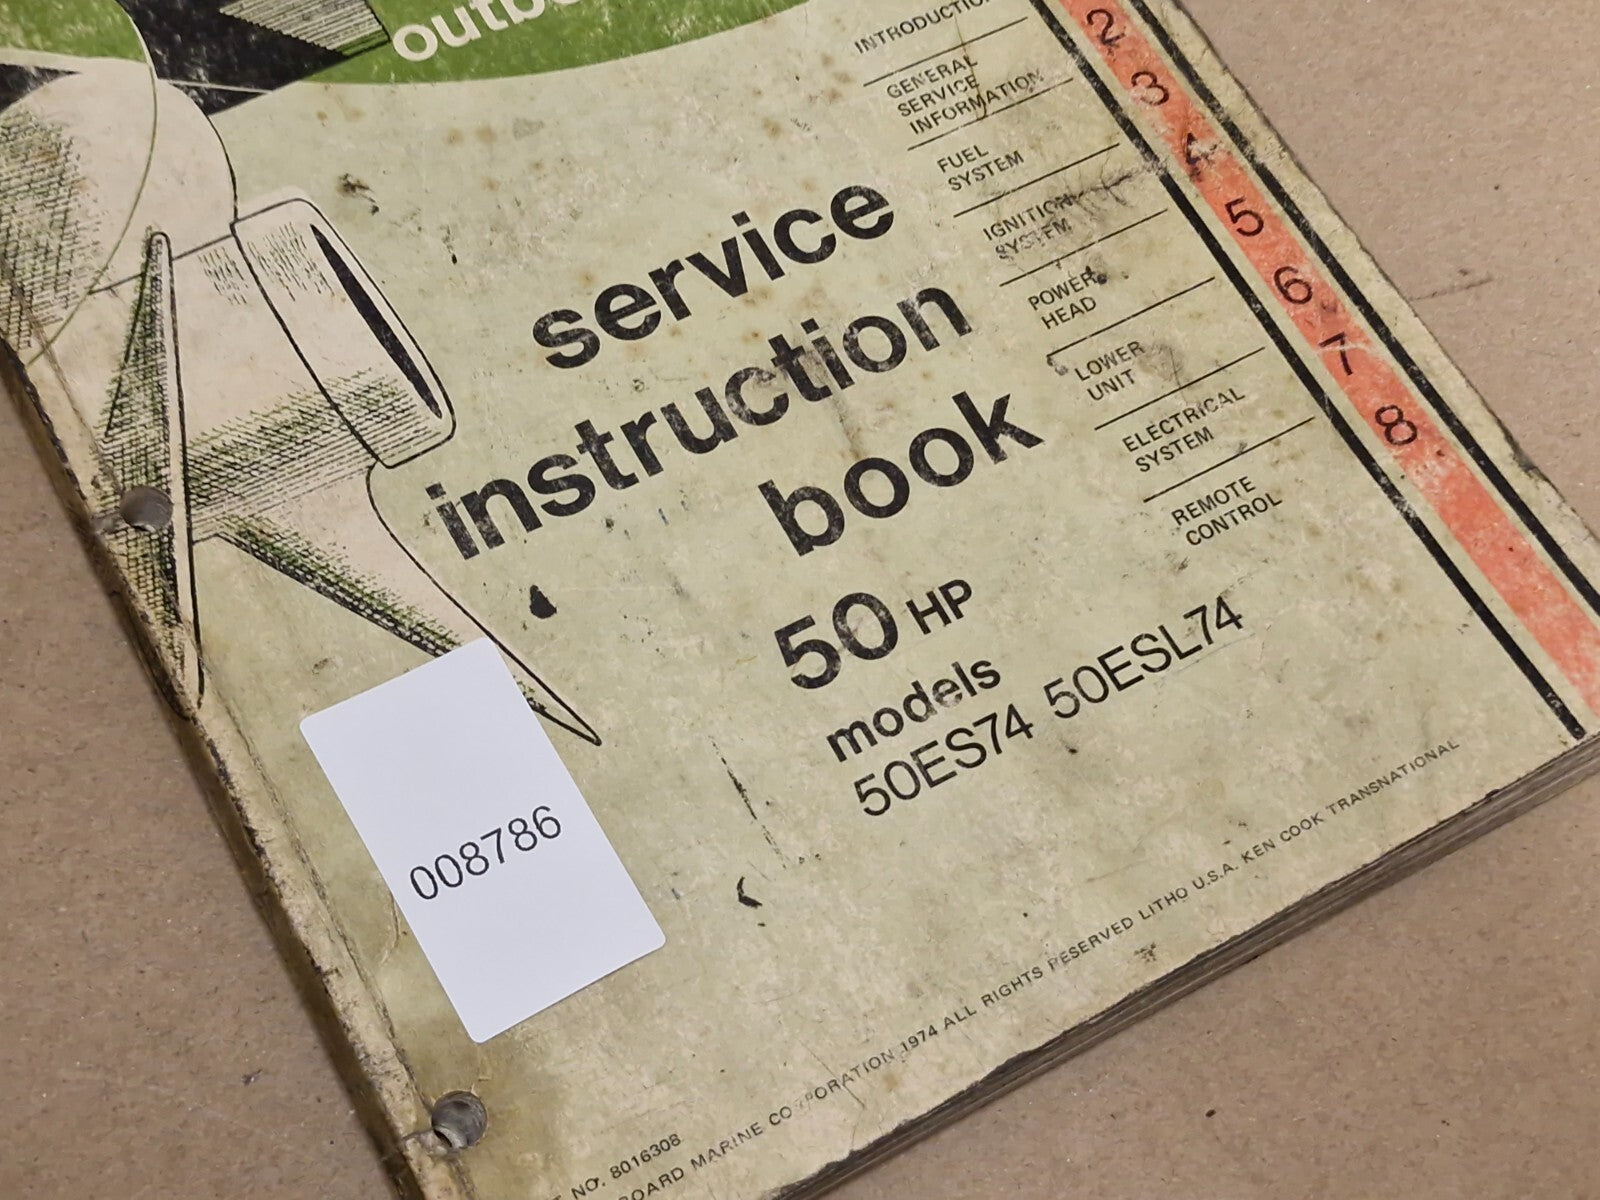 outbo
service
instruction
book
50 HP
models
50ES74 50ESL74
INTRODUCTION
GENERAL
SERVICE
INFORMATION
FUEL
SYSTEM
IGNITION
SYSTEM
POWER
HEAD
LOWER
UNIT
ELECTRICAL
SYSTEM
REMOTE
CONTROL
2
3
4
5
6
7
8
008786
T NO. 8016308
BOARD MARINE CORPORATION 1974 ALL RIGHTS RESERVED LITHO U.S.A. KEN COOK TRANSNATIONAL